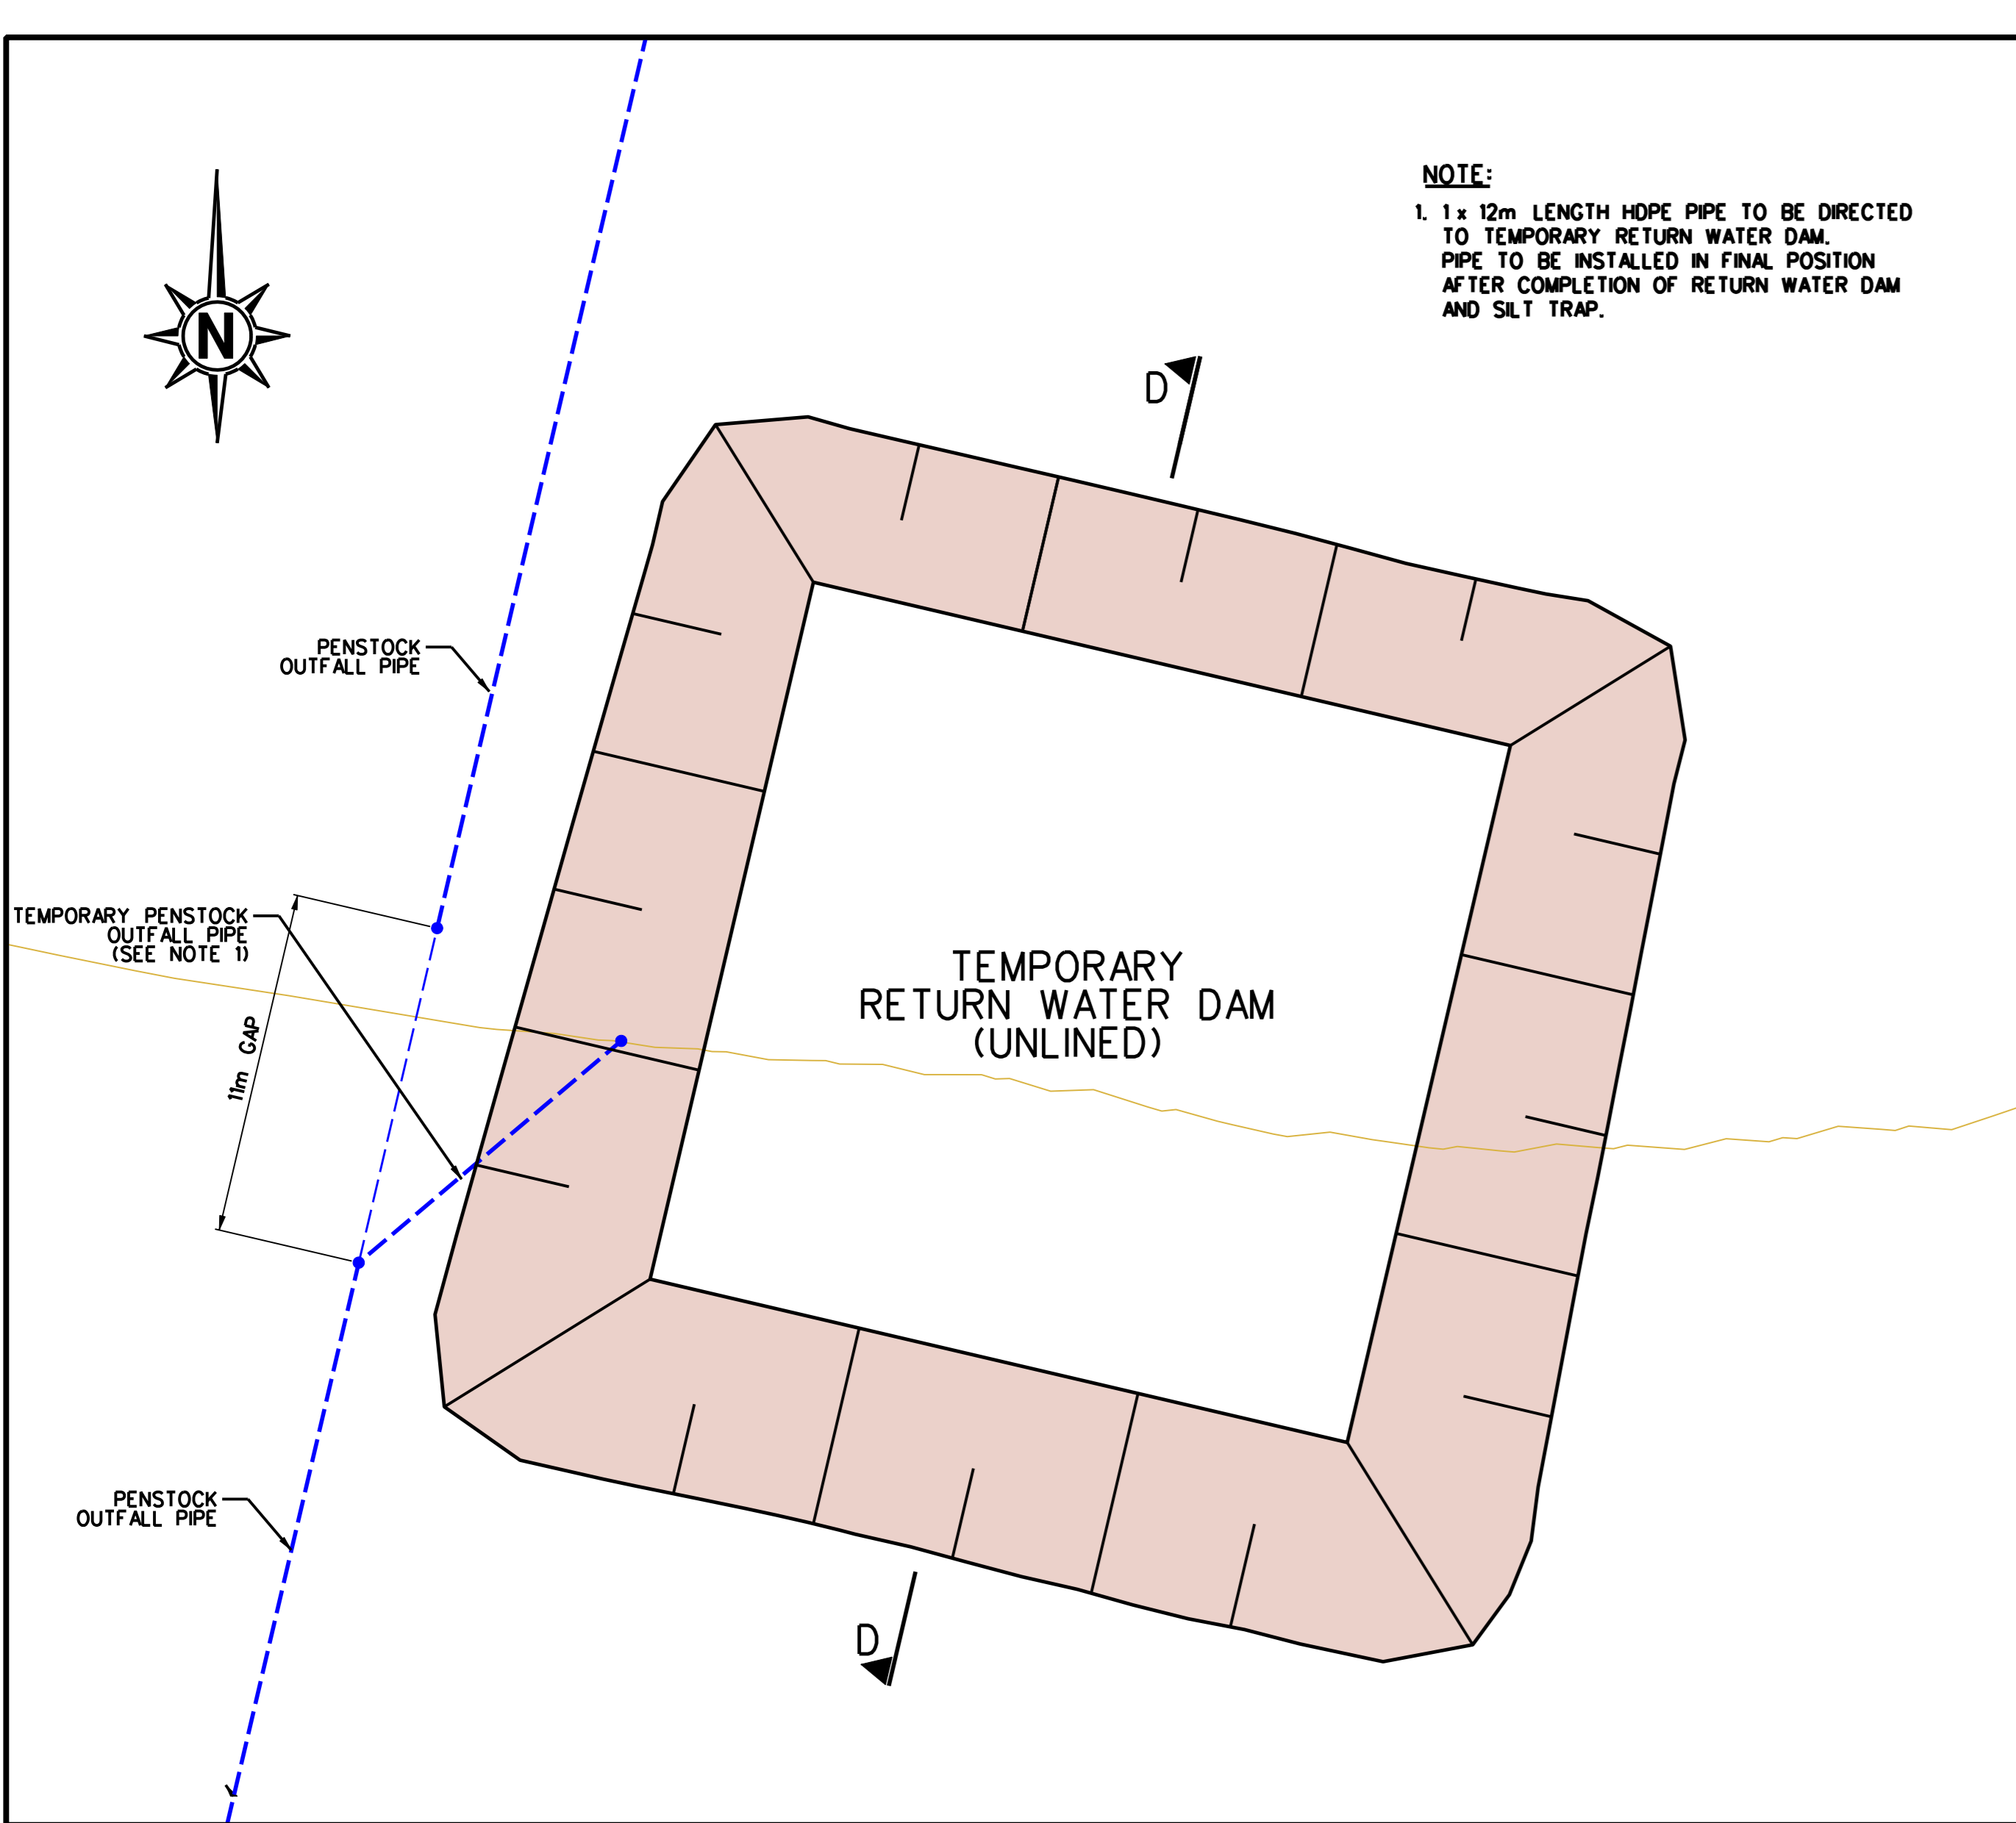 N
NOTE:
1. 1 x 12m LENGTH HDPE PIPE TO BE DIRECTED
TO TEMPORARY RETURN WATER DAM.
PIPE TO BE INSTALLED IN FINAL POSITION
AFTER COMPLETION OF RETURN WATER DAM
AND SILT TRAP.
D
PENSTOCK
OUTFALL PIPE
TEMPORARY PENSTOCK
OUTFALL PIPE
(SEE NOTE 1)
11m GAP
TEMPORARY
RETURN WATER DAM
(UNLINED)
PENSTOCK
OUTFALL PIPE
D